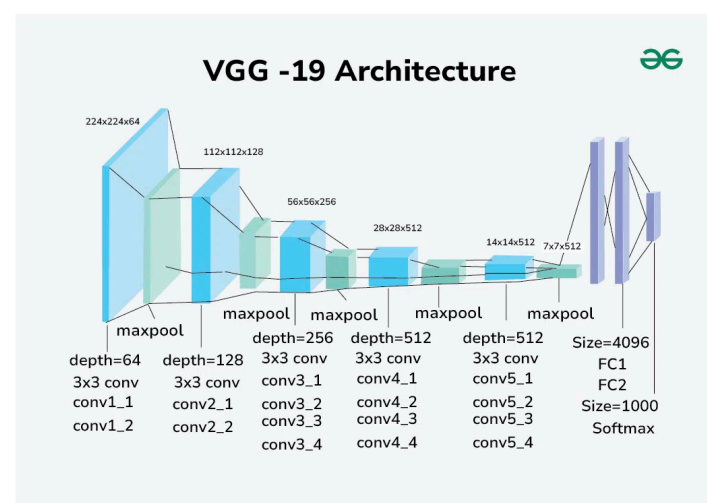 VGG -19 Architecture
224x224x64
112x112x128
56x56x256
28x28x512
14x14x512
7x7x512
maxpool
maxpool
maxpool
maxpool
maxpool
depth=64
3x3 conv
conv1_1
conv1_2
depth=128
3x3 conv
conv2_1
conv2_2
depth=256
3x3 conv
conv3_1
conv3_2
conv3_3
conv3_4
depth=512
3x3 conv
conv4_1
conv4_2
conv4_3
conv4_4
depth=512
3x3 conv
conv5_1
conv5_2
conv5_3
conv5_4
Size=4096
FC1
FC2
Size=1000
Softmax